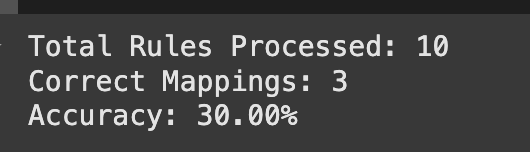 Total Rules Processed: 10
Correct Mappings: 3
Accuracy: 30.00%